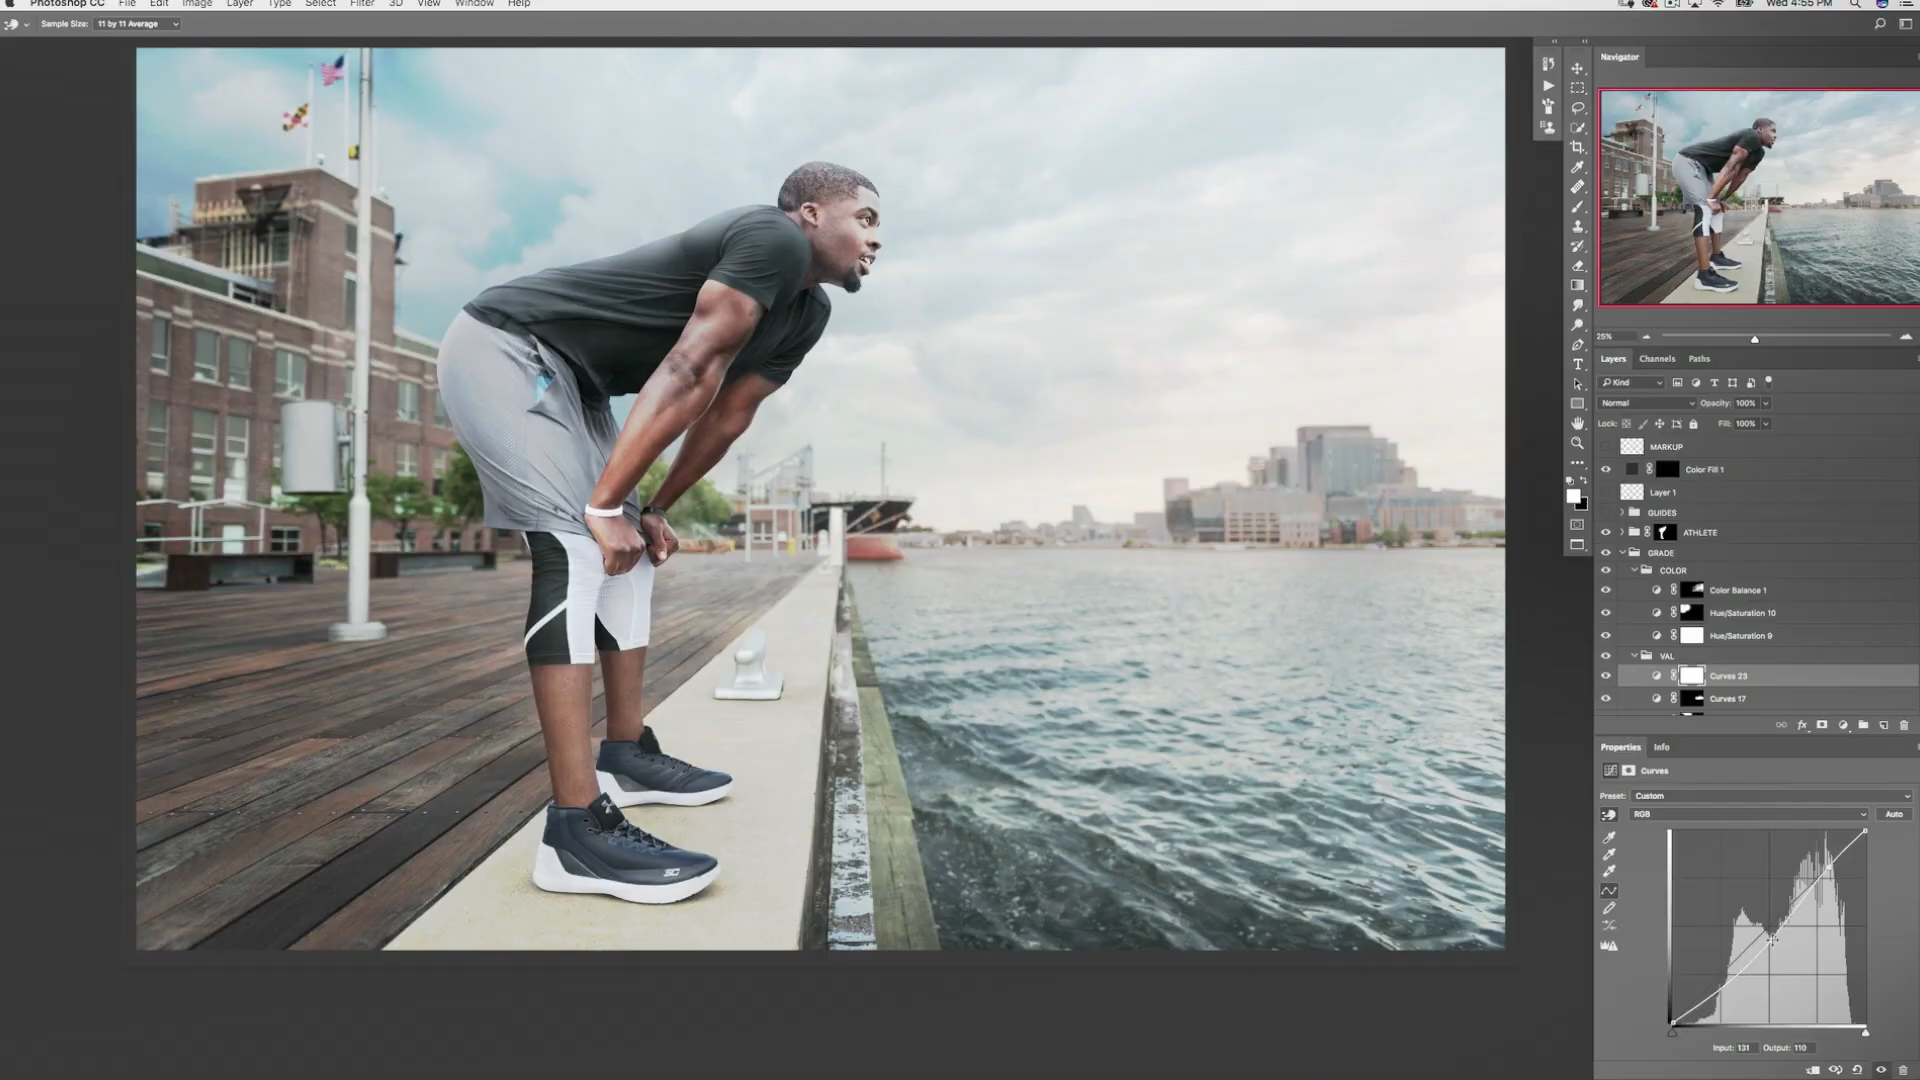 Photoshop CC File Edit Image Layer Type Select Filter 3D View Window Help Wed 4:55 PM
Sample Size: 11 by 11 Average
Navigator
25%
Layers Channels Paths
Kind
Normal Opacity: 100%
Lock: Fill: 100%
MARKUP
Color Fill 1
Layer 1
GUIDES
ATHLETE
GRADE
COLOR
Color Balance 1
Hue/Saturation 10
Hue/Saturation 9
VAL
Curves 23
Curves 17
fx
Properties Info
Curves
Preset: Custom
RGB Auto
Input: 131 Output: 110